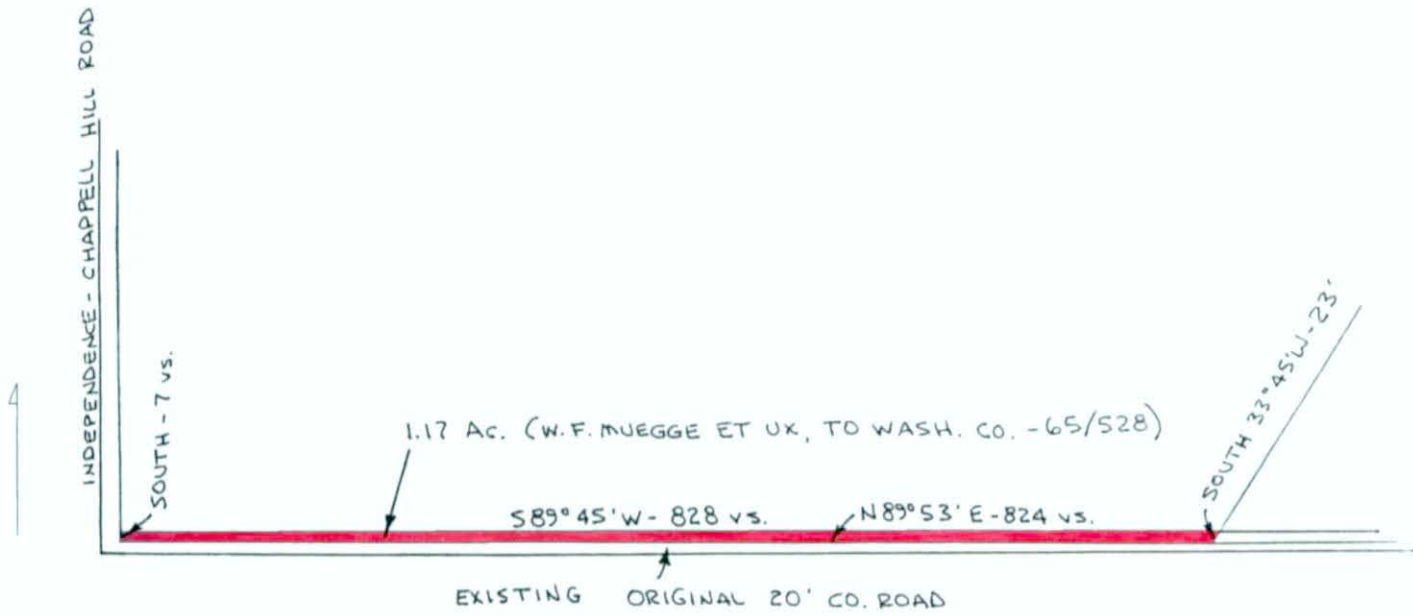 INDEPENDENCE - CHAPPELL HILL ROAD
SOUTH - 7 vs.
1.17 Ac. (W.F. MUEGGE ET UX, TO WASH. CO. - 65/528)
S89°45'W - 828 vs.
N89°53'E - 824 vs.
SOUTH 33°45'W - 23'
EXISTING ORIGINAL 20' CO. ROAD